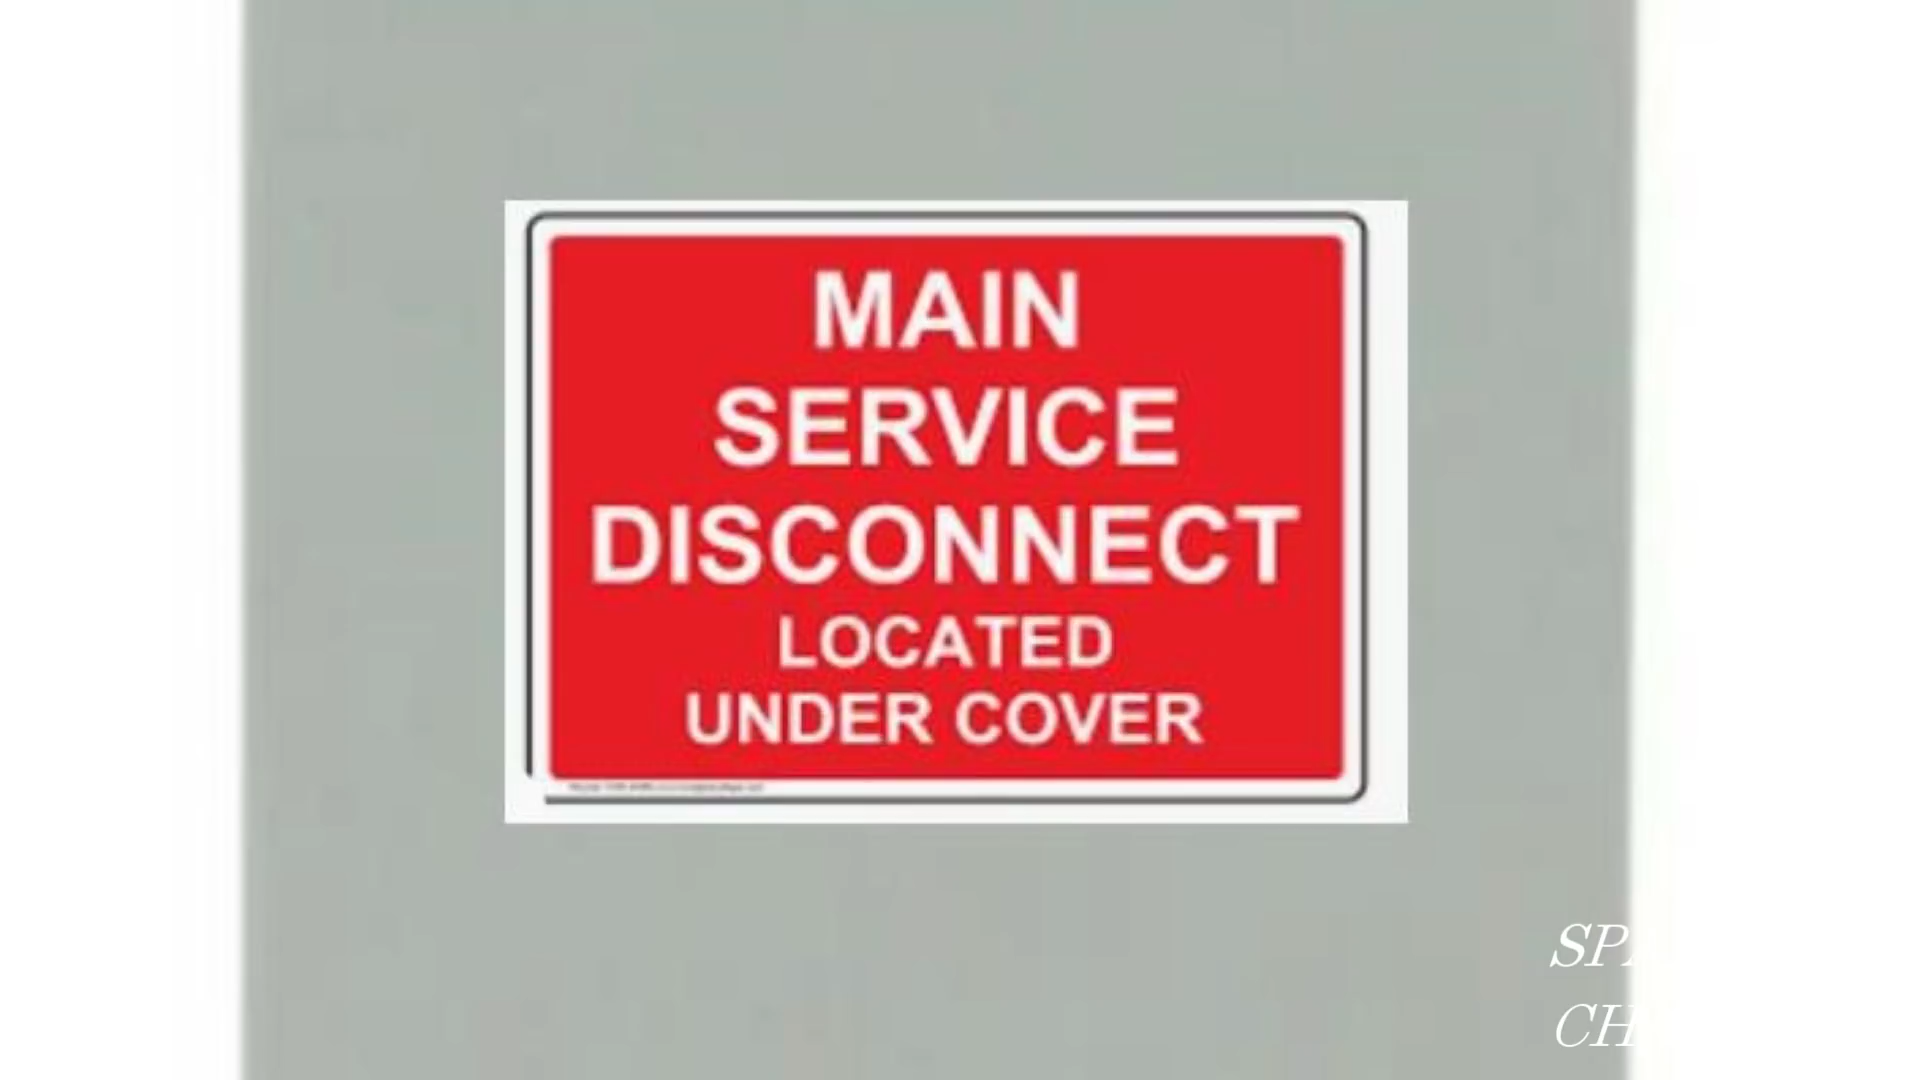 MAIN
SERVICE
DISCONNECT
LOCATED
UNDER COVER